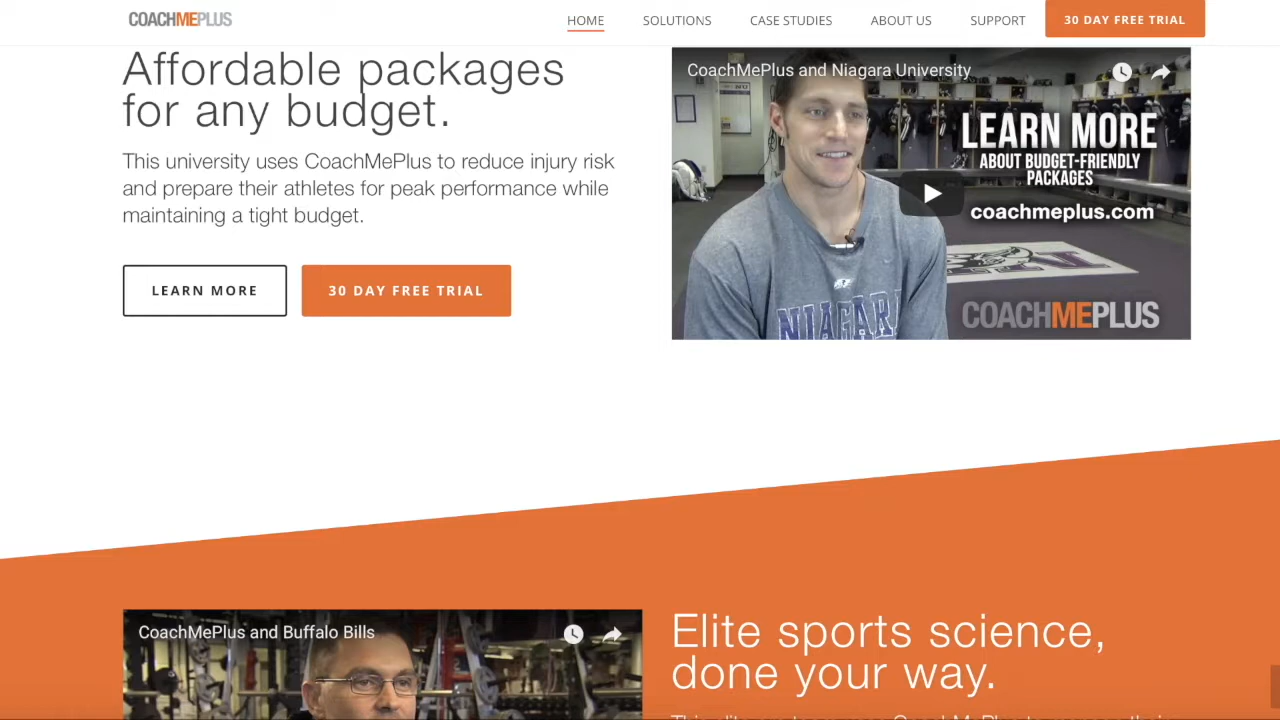 COACHMEPLUS
HOME
SOLUTIONS
CASE STUDIES
ABOUT US
SUPPORT
30 DAY FREE TRIAL
Affordable packages
for any budget.
This university uses CoachMePlus to reduce injury risk
and prepare their athletes for peak performance while
maintaining a tight budget.
LEARN MORE
30 DAY FREE TRIAL
CoachMePlus and Niagara University
LEARN MORE
ABOUT BUDGET-FRIENDLY
PACKAGES
coachmeplus.com
NIAGAR
COACHMEPLUS
CoachMePlus and Buffalo Bills
Elite sports science,
done your way.